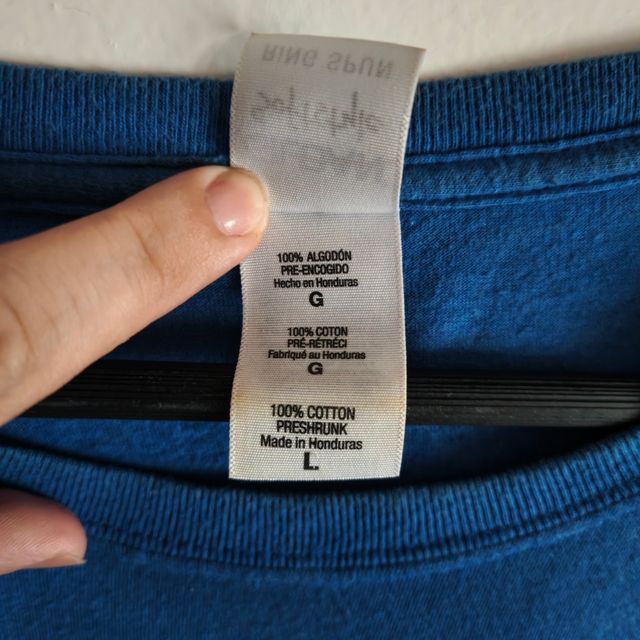 RING SPUN
Softstyle
100% ALGODÓN
PRE-ENCOGIDO
Hecho en Honduras
G
100% COTON
PRÉ-RÉTRÉCI
Fabriqué au Honduras
G
100% COTTON
PRESHRUNK
Made in Honduras
L.